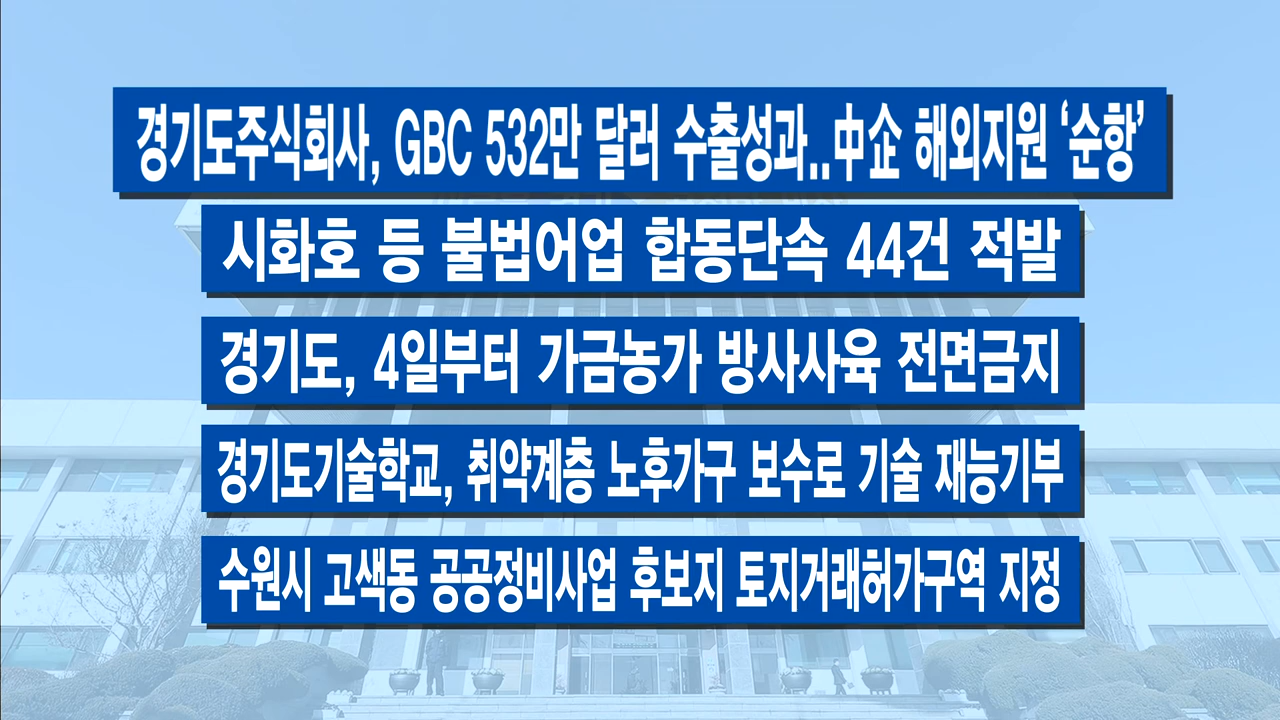 경기도주식회사, GBC 532만 달러 수출성과..中企 해외지원 ‘순항’
시화호 등 불법어업 합동단속 44건 적발
경기도, 4일부터 가금농가 방사사육 전면금지
경기도기술학교, 취약계층 노후가구 보수로 기술 재능기부
수원시 고색동 공공정비사업 후보지 토지거래허가구역 지정